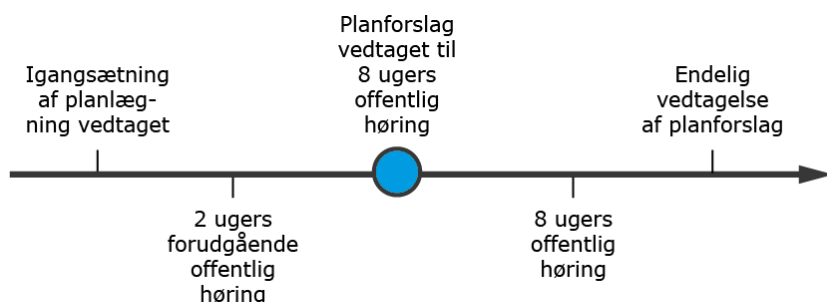 Igangsætning
af planlæg-
ning vedtaget
2 ugers
forudgående
offentlig
høring
Planforslag
vedtaget til
8 ugers
offentlig
høring
8 ugers
offentlig
høring
Endelig
vedtagelse
af planforslag